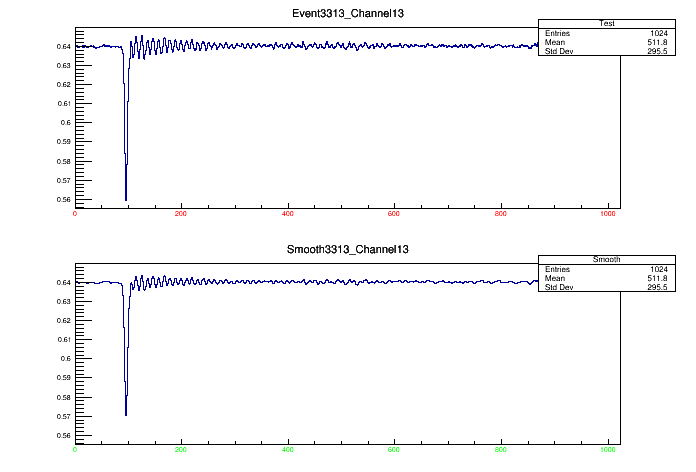 Event3313_Channel13
Test
Entries 1024
Mean 511.8
Std Dev 295.5
0.64
0.63
0.62
0.61
0.6
0.59
0.58
0.57
0.56
0 200 400 600 800 1000
Smooth3313_Channel13
Smooth
Entries 1024
Mean 511.8
Std Dev 295.5
0.64
0.63
0.62
0.61
0.6
0.59
0.58
0.57
0.56
0 200 400 600 800 1000